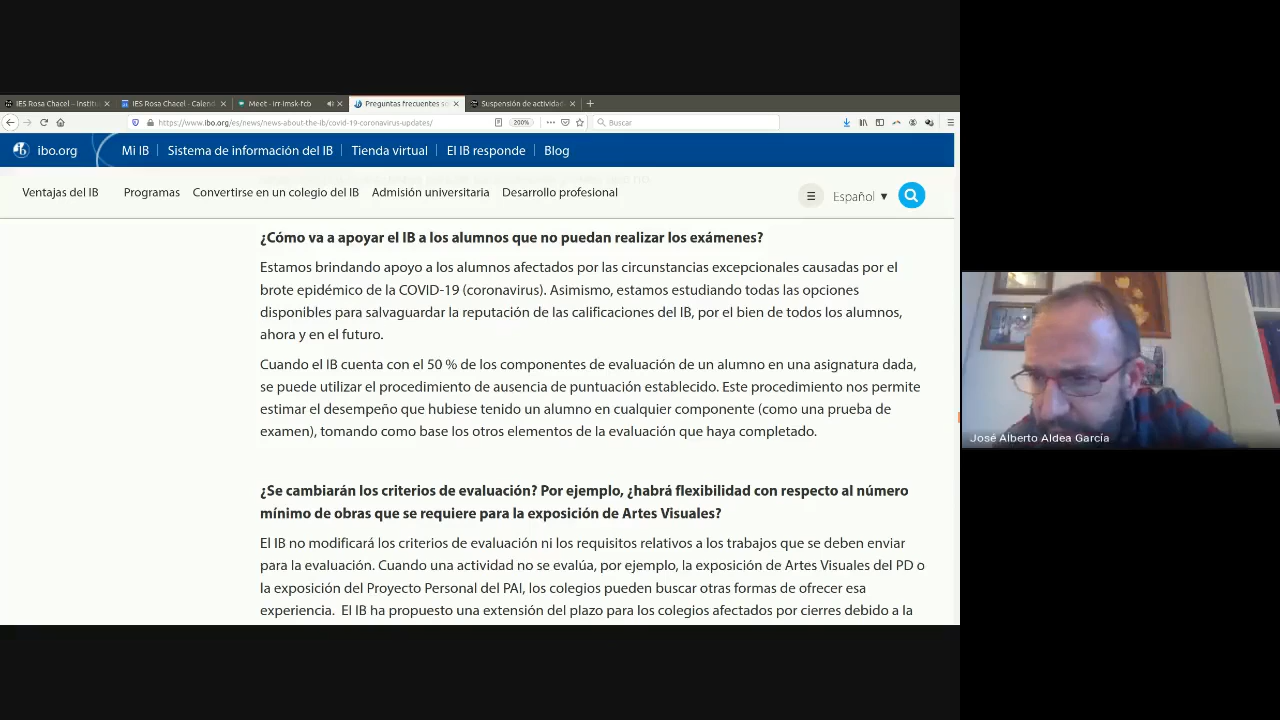 IES Rosa Chacel – Institu
IES Rosa Chacel - Calend
Meet - irr-imsk-fcb
Preguntas frecuentes s
Suspensión de actividad
https://www.ibo.org/es/news/news-about-the-ib/covid-19-coronavirus-updates/
200%
Buscar
ibo.org
Mi IB
Sistema de información del IB
Tienda virtual
El IB responde
Blog
Ventajas del IB
Programas
Convertirse en un colegio del IB
Admisión universitaria
Desarrollo profesional
Español ▼
¿Cómo va a apoyar el IB a los alumnos que no puedan realizar los exámenes?
Estamos brindando apoyo a los alumnos afectados por las circunstancias excepcionales causadas por el
brote epidémico de la COVID-19 (coronavirus). Asimismo, estamos estudiando todas las opciones
disponibles para salvaguardar la reputación de las calificaciones del IB, por el bien de todos los alumnos,
ahora y en el futuro.
Cuando el IB cuenta con el 50 % de los componentes de evaluación de un alumno en una asignatura dada,
se puede utilizar el procedimiento de ausencia de puntuación establecido. Este procedimiento nos permite
estimar el desempeño que hubiese tenido un alumno en cualquier componente (como una prueba de
examen), tomando como base los otros elementos de la evaluación que haya completado.
¿Se cambiarán los criterios de evaluación? Por ejemplo, ¿habrá flexibilidad con respecto al número
mínimo de obras que se requiere para la exposición de Artes Visuales?
El IB no modificará los criterios de evaluación ni los requisitos relativos a los trabajos que se deben enviar
para la evaluación. Cuando una actividad no se evalúa, por ejemplo, la exposición de Artes Visuales del PD o
la exposición del Proyecto Personal del PAI, los colegios pueden buscar otras formas de ofrecer esa
experiencia. El IB ha propuesto una extensión del plazo para los colegios afectados por cierres debido a la
José Alberto Aldea García